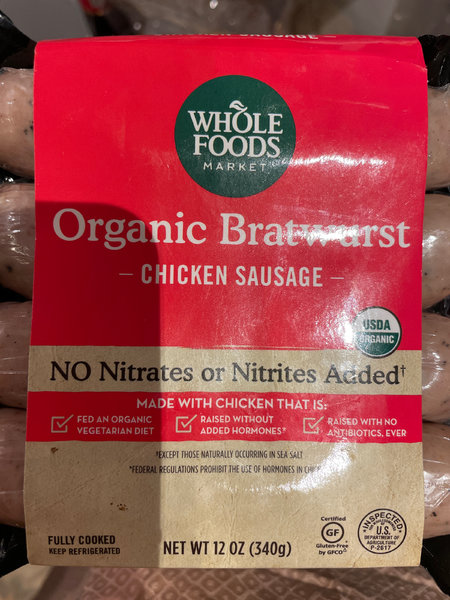 CHICKEN SAUSAGE
WHOLE
FOODS
MARKET
Organic Bratwurst
– CHICKEN SAUSAGE –
USDA
ORGANIC
NO Nitrates or Nitrites Added†
MADE WITH CHICKEN THAT IS:
FED AN ORGANIC
VEGETARIAN DIET
RAISED WITHOUT
ADDED HORMONES*
RAISED WITH NO
ANTIBIOTICS, EVER
†EXCEPT THOSE NATURALLY OCCURRING IN SEA SALT
*FEDERAL REGULATIONS PROHIBIT THE USE OF HORMONES IN
FULLY COOKED
KEEP REFRIGERATED
NET WT 12 OZ (340g)
Certified
GF
Gluten-Free
by GFCO
INSPECTED
U.S.
DEPARTMENT OF
AGRICULTURE
P-2617